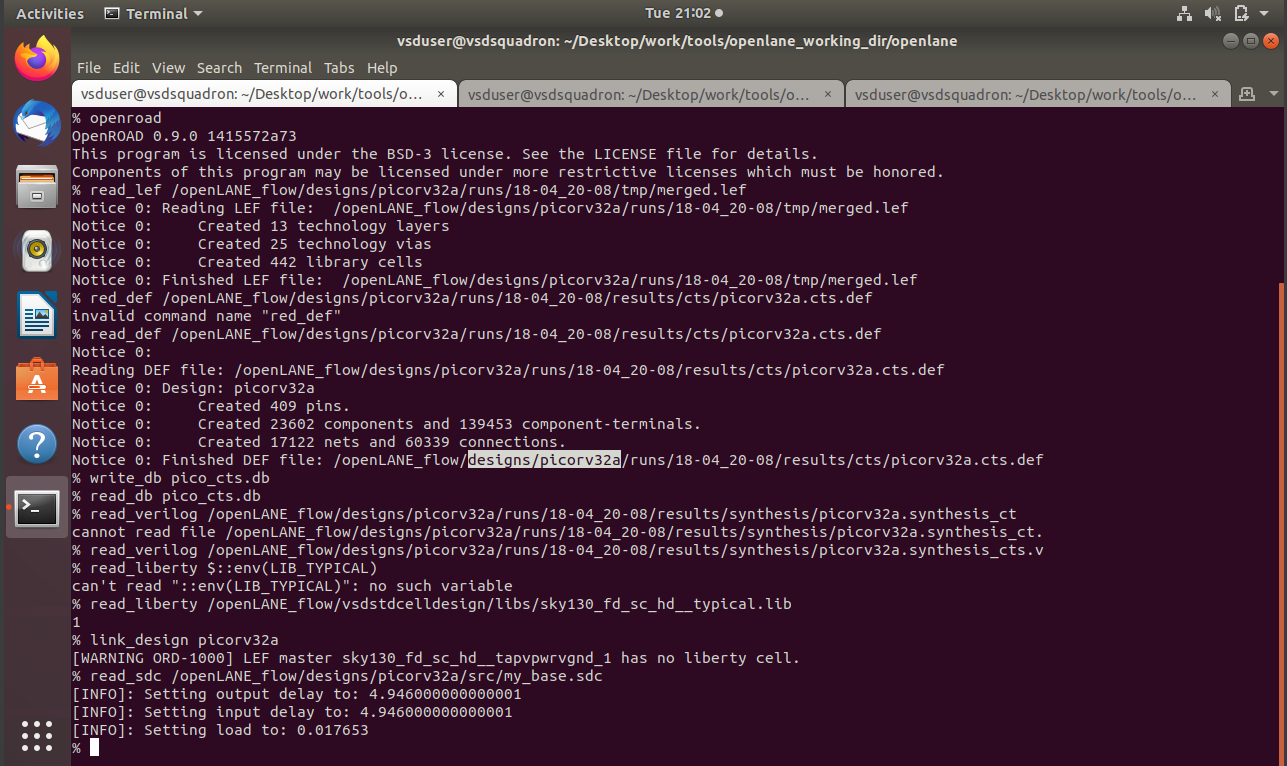 Activities Terminal Tue 21:02
vsduser@vsdsquadron: ~/Desktop/work/tools/openlane_working_dir/openlane
File Edit View Search Terminal Tabs Help
vsduser@vsdsquadron: ~/Desktop/work/tools/o... × vsduser@vsdsquadron: ~/Desktop/work/tools/o... × vsduser@vsdsquadron: ~/Desktop/work/tools/o... ×
% openroad
OpenROAD 0.9.0 1415572a73
This program is licensed under the BSD-3 license. See the LICENSE file for details.
Components of this program may be licensed under more restrictive licenses which must be honored.
% read_lef /openLANE_flow/designs/picorv32a/runs/18-04_20-08/tmp/merged.lef
Notice 0: Reading LEF file:  /openLANE_flow/designs/picorv32a/runs/18-04_20-08/tmp/merged.lef
Notice 0:     Created 13 technology layers
Notice 0:     Created 25 technology vias
Notice 0:     Created 442 library cells
Notice 0: Finished LEF file:  /openLANE_flow/designs/picorv32a/runs/18-04_20-08/tmp/merged.lef
% red_def /openLANE_flow/designs/picorv32a/runs/18-04_20-08/results/cts/picorv32a.cts.def
invalid command name "red_def"
% read_def /openLANE_flow/designs/picorv32a/runs/18-04_20-08/results/cts/picorv32a.cts.def
Notice 0:
Reading DEF file: /openLANE_flow/designs/picorv32a/runs/18-04_20-08/results/cts/picorv32a.cts.def
Notice 0: Design: picorv32a
Notice 0:     Created 409 pins.
Notice 0:     Created 23602 components and 139453 component-terminals.
Notice 0:     Created 17122 nets and 60339 connections.
Notice 0: Finished DEF file: /openLANE_flow/designs/picorv32a/runs/18-04_20-08/results/cts/picorv32a.cts.def
% write_db pico_cts.db
% read_db pico_cts.db
% read_verilog /openLANE_flow/designs/picorv32a/runs/18-04_20-08/results/synthesis/picorv32a.synthesis_ct
cannot read file /openLANE_flow/designs/picorv32a/runs/18-04_20-08/results/synthesis/picorv32a.synthesis_ct.
% read_verilog /openLANE_flow/designs/picorv32a/runs/18-04_20-08/results/synthesis/picorv32a.synthesis_cts.v
% read_liberty $::env(LIB_TYPICAL)
can't read "::env(LIB_TYPICAL)": no such variable
% read_liberty /openLANE_flow/vsdstdcelldesign/libs/sky130_fd_sc_hd__typical.lib
1
% link_design picorv32a
[WARNING ORD-1000] LEF master sky130_fd_sc_hd__tapvpwrvgnd_1 has no liberty cell.
% read_sdc /openLANE_flow/designs/picorv32a/src/my_base.sdc
[INFO]: Setting output delay to: 4.946000000000001
[INFO]: Setting input delay to: 4.946000000000001
[INFO]: Setting load to: 0.017653
%